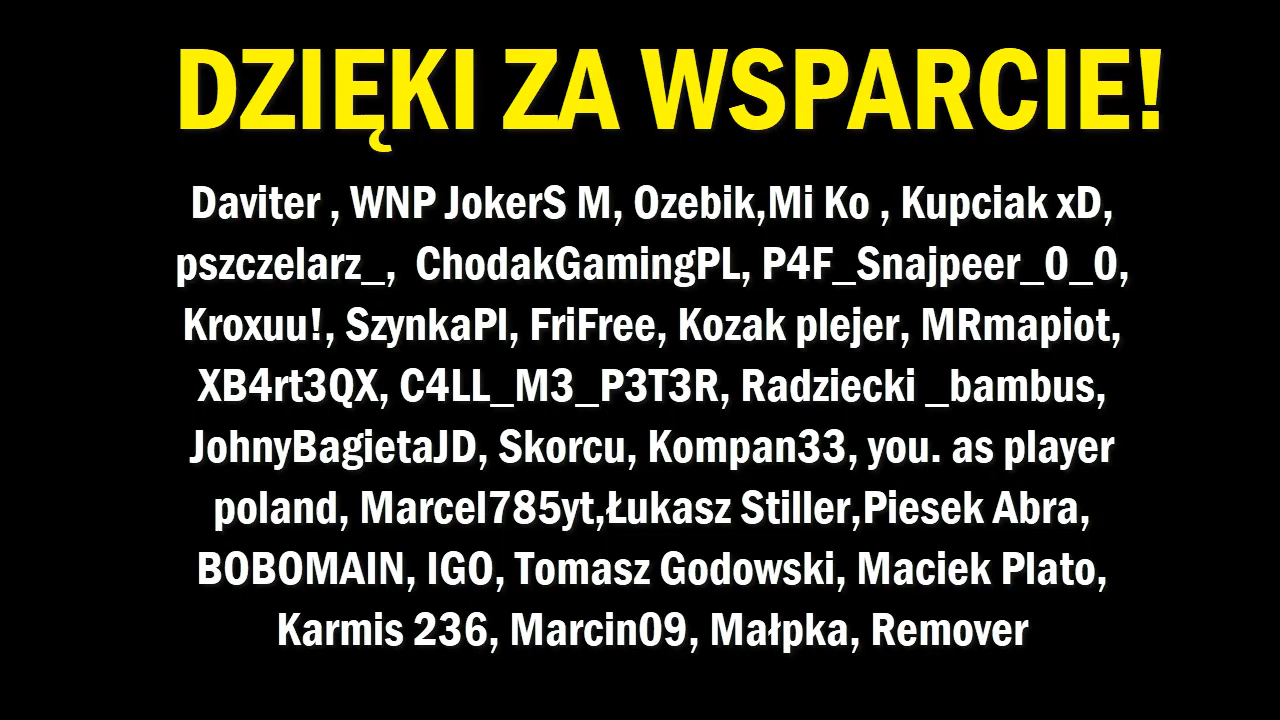 DZIĘKI ZA WSPARCIE!
Daviter , WNP JokerS M, Ozebik,Mi Ko , Kupciak xD,
pszczelarz_,  ChodakGamingPL, P4F_Snajpeer_0_0,
Kroxuu!, SzynkaPl, FriFree, Kozak plejer, MRmapiot,
XB4rt3QX, C4LL_M3_P3T3R, Radziecki _bambus,
JohnyBagietaJD, Skorcu, Kompan33, you. as player
poland, Marcel785yt,Łukasz Stiller,Piesek Abra,
BOBOMAIN, IGO, Tomasz Godowski, Maciek Plato,
Karmis 236, Marcin09, Małpka, Remover